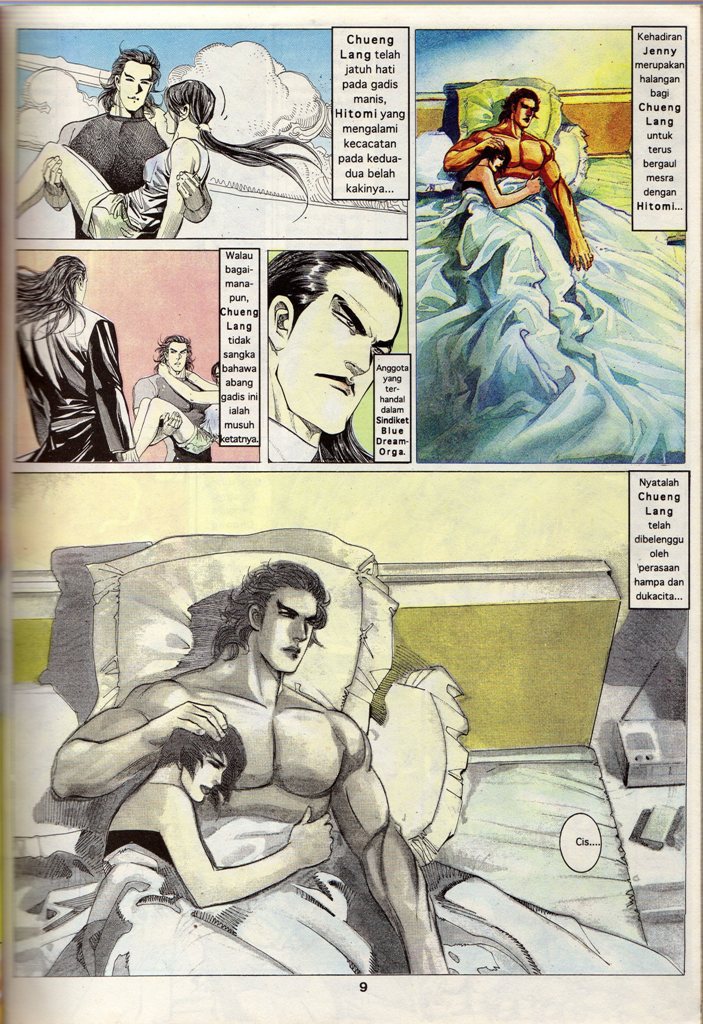 Chueng
Lang telah
jatuh hati
pada gadis
manis,
Hitomi yang
mengalami
kecacatan
pada kedua-
dua belah
kakinya...
Kehadiran
Jenny
merupakan
halangan
bagi
Chueng
Lang
untuk
terus
bergaul
mesra
dengan
Hitomi...
Walau
bagai-
mana-
pun,
Chueng
Lang
tidak
sangka
bahawa
abang
gadis ini
ialah
musuh
ketatnya.
Anggota
yang
ter-
handal
dalam
Sindiket
Blue
Dream-
Orga.
Nyatalah
Chueng
Lang
telah
dibelenggu
oleh
perasaan
hampa dan
dukacita...
Cis....
9